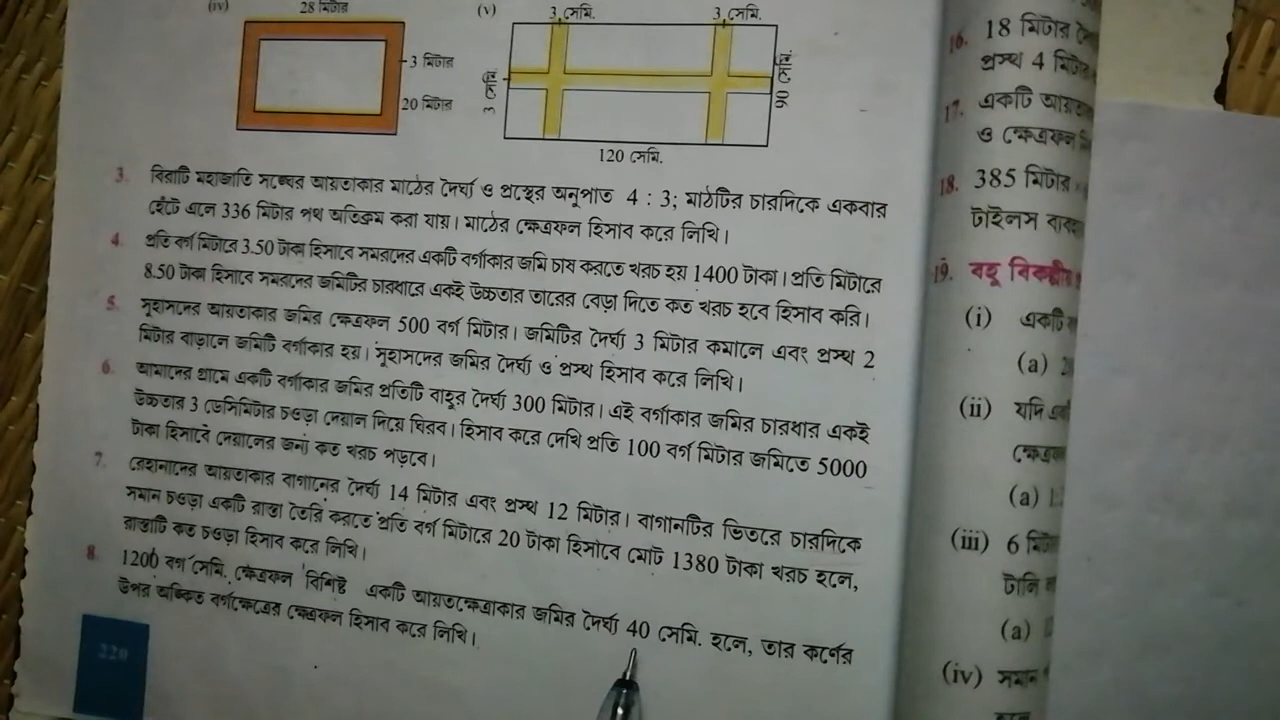 (iv)
28 মিটার
3 মিটার
20 মিটার
(v)
3 সেমি.
3 সেমি.
3 সেমি.
90 সেমি.
120 সেমি.
3. বিরাটি মহাজাতি সঙ্ঘের আয়তাকার মাঠের দৈর্ঘ্য ও প্রস্থের অনুপাত 4 : 3; মাঠটির চারদিকে একবার
হেঁটে এলে 336 মিটার পথ অতিক্রম করা যায়। মাঠের ক্ষেত্রফল হিসাব করে লিখি।
4. প্রতি বর্গ মিটারে 3.50 টাকা হিসাবে সমরদের একটি বর্গাকার জমি চাষ করতে খরচ হয় 1400 টাকা। প্রতি মিটারে
8.50 টাকা হিসাবে সমরদের জমিটির চারধারে একই উচ্চতার তারের বেড়া দিতে কত খরচ হবে হিসাব করি।
5. সুহাসদের আয়তাকার জমির ক্ষেত্রফল 500 বর্গ মিটার। জমিটির দৈর্ঘ্য 3 মিটার কমালে এবং প্রস্থ 2
মিটার বাড়ালে জমিটি বর্গাকার হয়। সুহাসদের জমির দৈর্ঘ্য ও প্রস্থ হিসাব করে লিখি।
6. আমাদের গ্রামে একটি বর্গাকার জমির প্রতিটি বাহুর দৈর্ঘ্য 300 মিটার। এই বর্গাকার জমির চারধার একই
উচ্চতার 3 ডেসিমিটার চওড়া দেয়াল দিয়ে ঘিরব। হিসাব করে দেখি প্রতি 100 বর্গ মিটার জমিতে 5000
টাকা হিসাবে দেয়ালের জন্য কত খরচ পড়বে।
7. রেহানাদের আয়তাকার বাগানের দৈর্ঘ্য 14 মিটার এবং প্রস্থ 12 মিটার। বাগানটির ভিতরে চারদিকে
সমান চওড়া একটি রাস্তা তৈরি করতে প্রতি বর্গ মিটারে 20 টাকা হিসাবে মোট 1380 টাকা খরচ হলে,
রাস্তাটি কত চওড়া হিসাব করে লিখি।
8. 1200 বর্গ সেমি. ক্ষেত্রফল বিশিষ্ট একটি আয়তক্ষেত্রাকার জমির দৈর্ঘ্য 40 সেমি. হলে, তার কর্ণের
উপর অঙ্কিত বর্গক্ষেত্রের ক্ষেত্রফল হিসাব করে লিখি।
220
16. 18 মিটার
প্রস্থ 4 মিটার
17. একটি
ও ক্ষেত্রফল
18. 385 মিটার
টাইলস
19. বহু
(i) একটি
(a)
(ii) যদি
(a)
(iii) 6
টালি
(a)
(iv) সমান